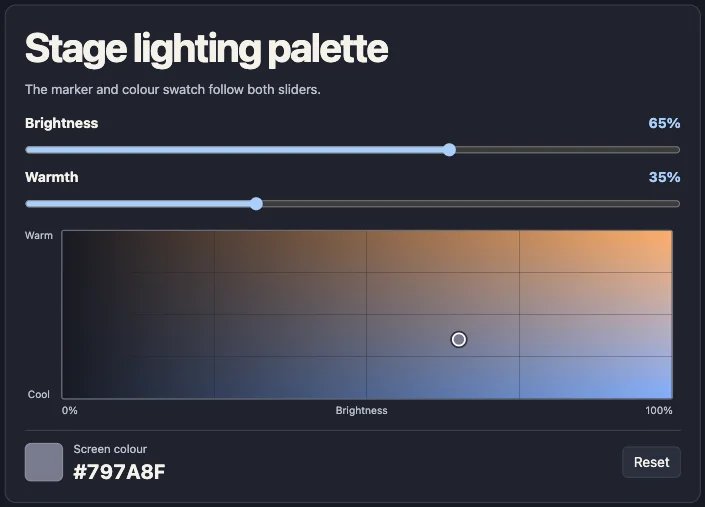 Stage lighting palette
The marker and colour swatch follow both sliders.
Brightness 65%
Warmth 35%
Warm
Cool
0% Brightness 100%
Screen colour
#797A8F
Reset